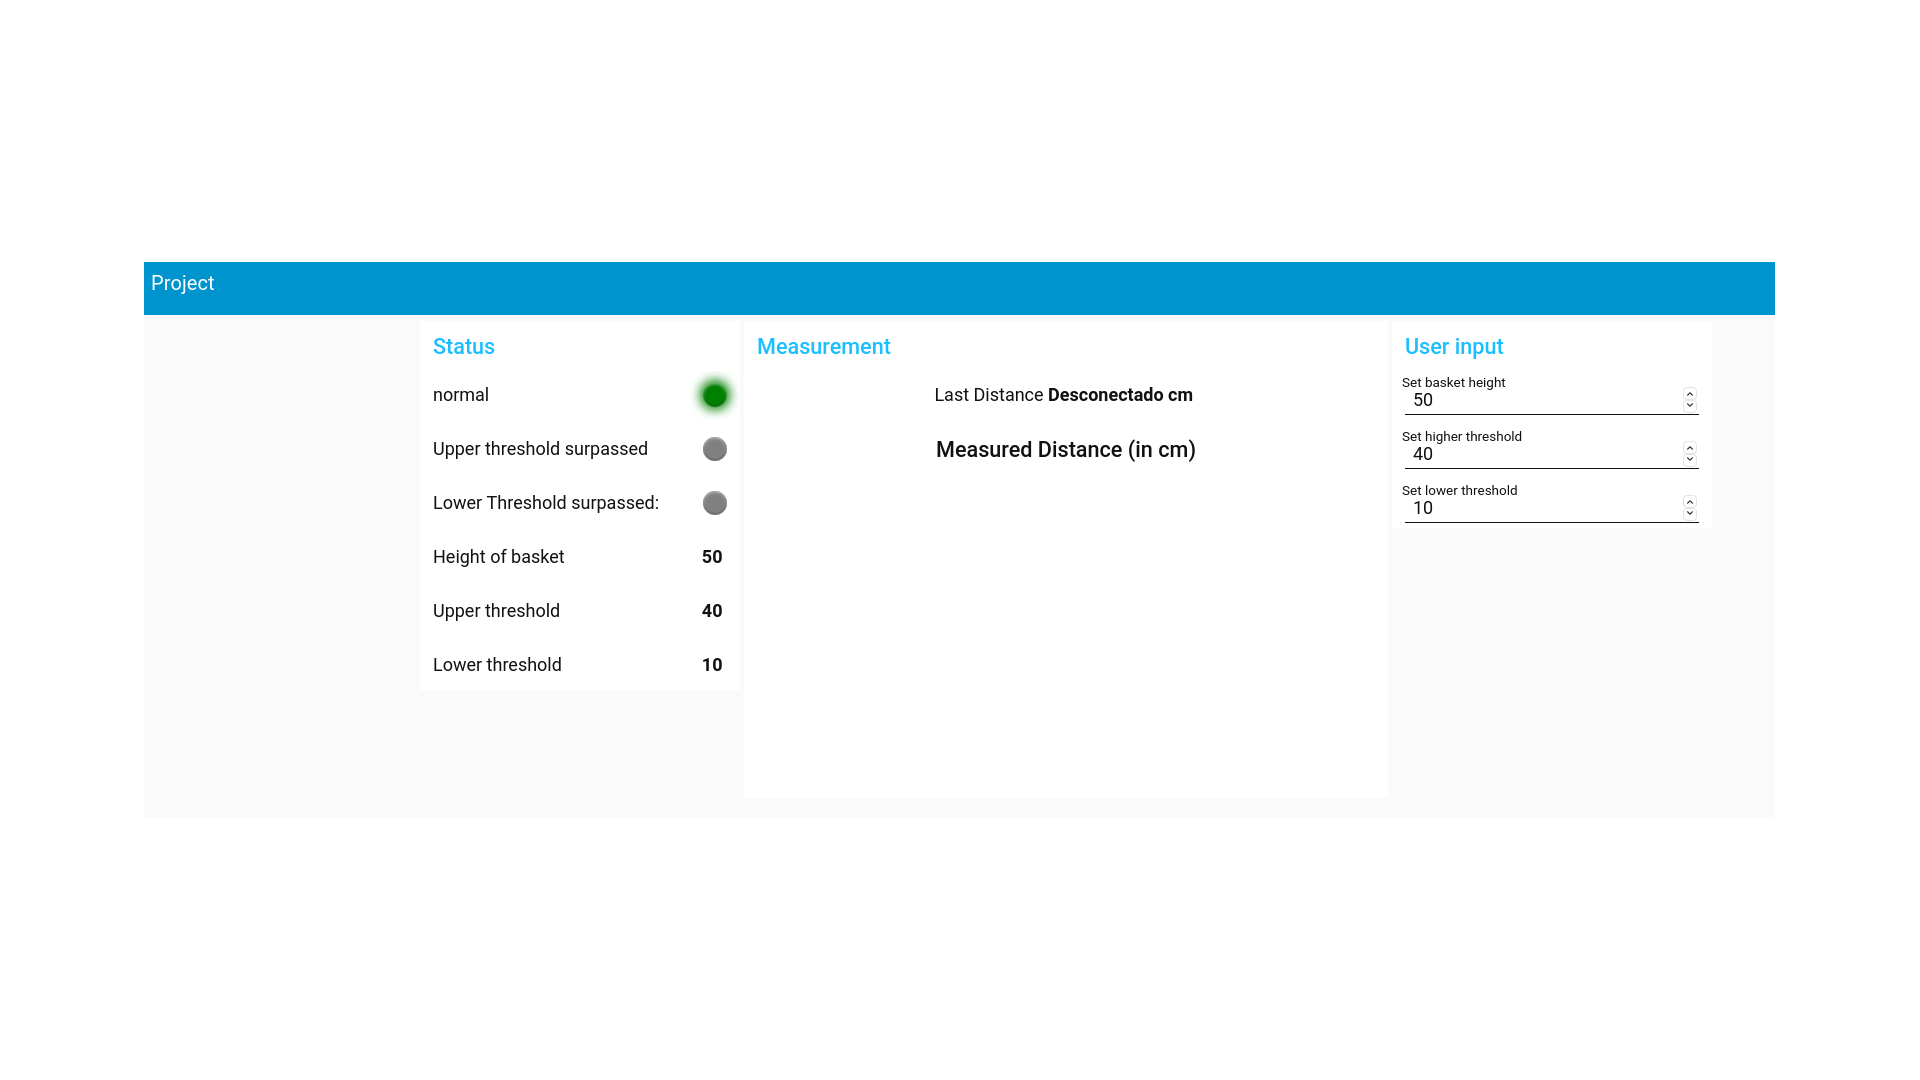 Project
Status
normal
Upper threshold surpassed
Lower Threshold surpassed:
Height of basket 50
Upper threshold 40
Lower threshold 10
Measurement
Last Distance Desconectado cm
Measured Distance (in cm)
User input
Set basket height
50
Set higher threshold
40
Set lower threshold
10